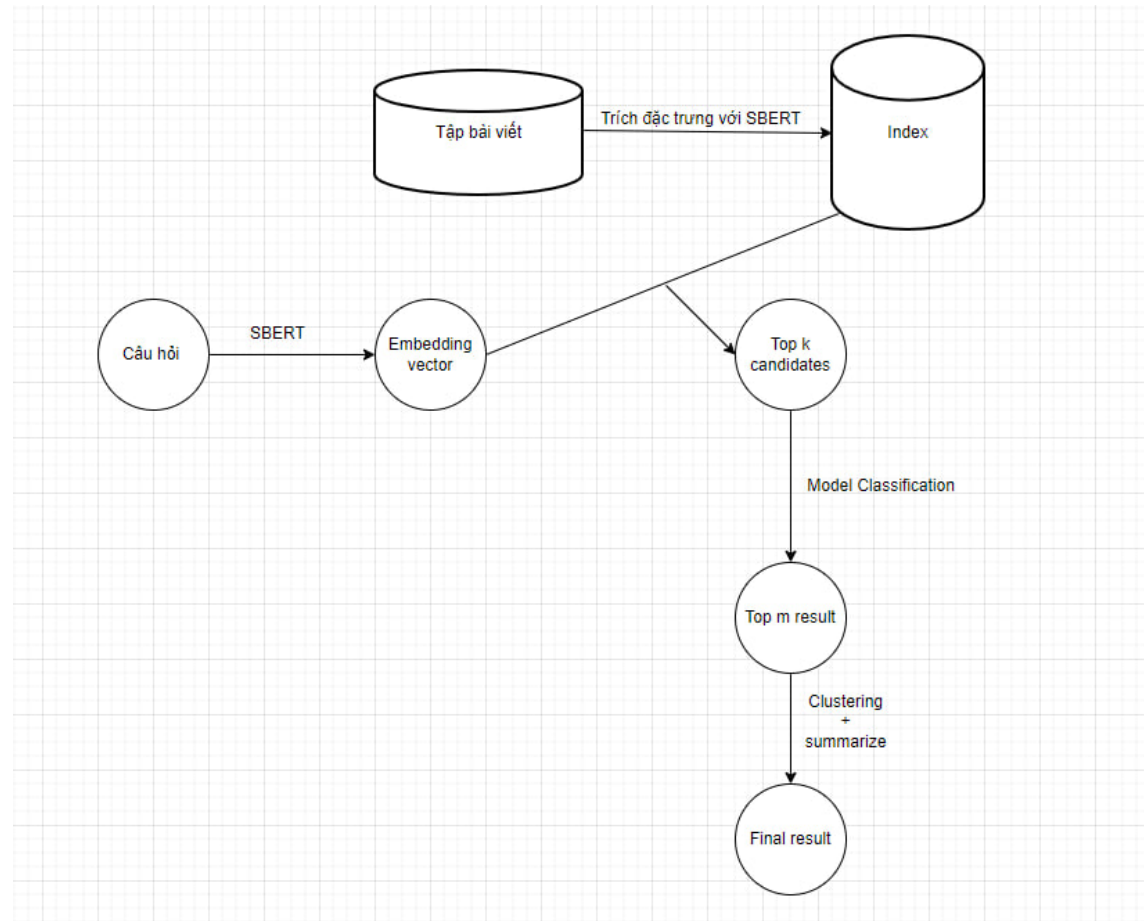 Tập bài viết
Trích đặc trưng với SBERT
Index
Câu hỏi
SBERT
Embedding
vector
Top k
candidates
Model Classification
Top m result
Clustering
+
summarize
Final result